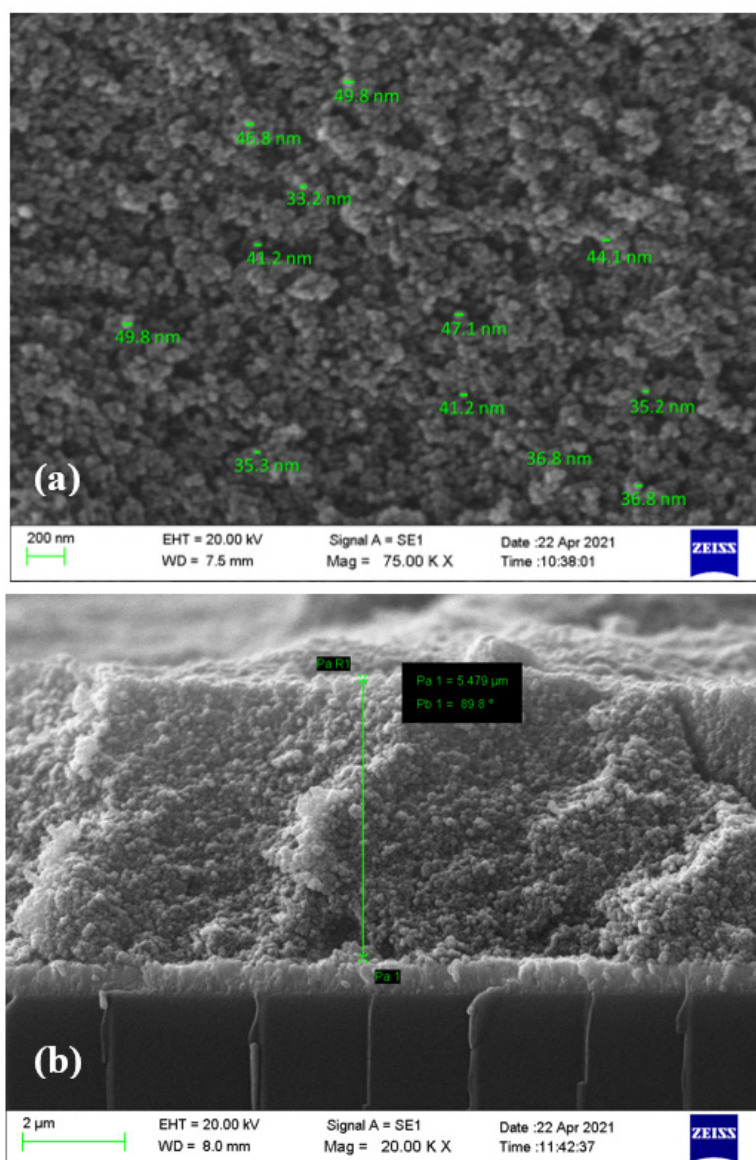 49.8 nm
46.8 nm
33.2 nm
41.2 nm
44.1 nm
49.8 nm
47.1 nm
41.2 nm
35.2 nm
35.3 nm
36.8 nm
36.8 nm
(a)
200 nm
EHT = 20.00 kV
Signal A = SE1
Date :22 Apr 2021
WD = 7.5 mm
Mag = 75.00 K X
Time :10:38:01
ZEISS
Pa R1
Pa 1 = 5.479 µm
Pb 1 = 89.8 °
Pa 1
(b)
2 µm
EHT = 20.00 kV
Signal A = SE1
Date :22 Apr 2021
WD = 8.0 mm
Mag = 20.00 K X
Time :11:42:37
ZEISS